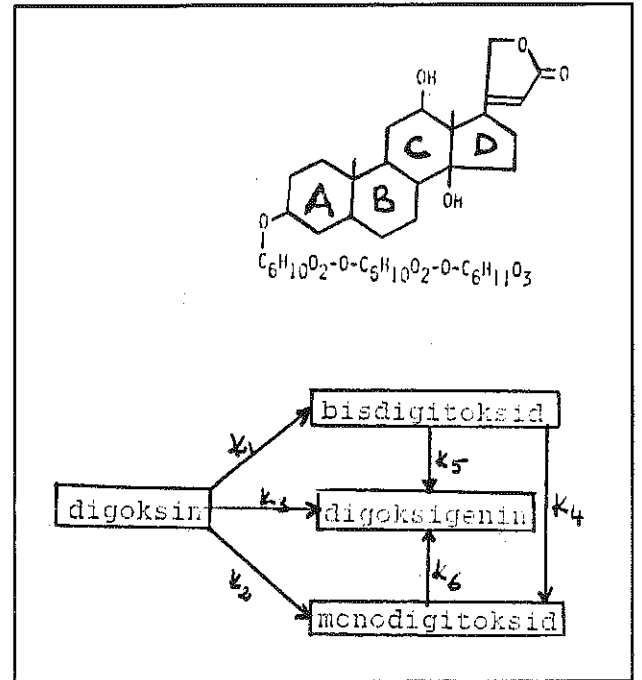 O
O
OH
C
D
A
B
OH
O
C6H10O2-O-C6H10O2-O-C6H11O3
bisdigitoksid
K1
K5
digoksin
K3
digoksigenin
K4
K2
K6
monodigitoksid